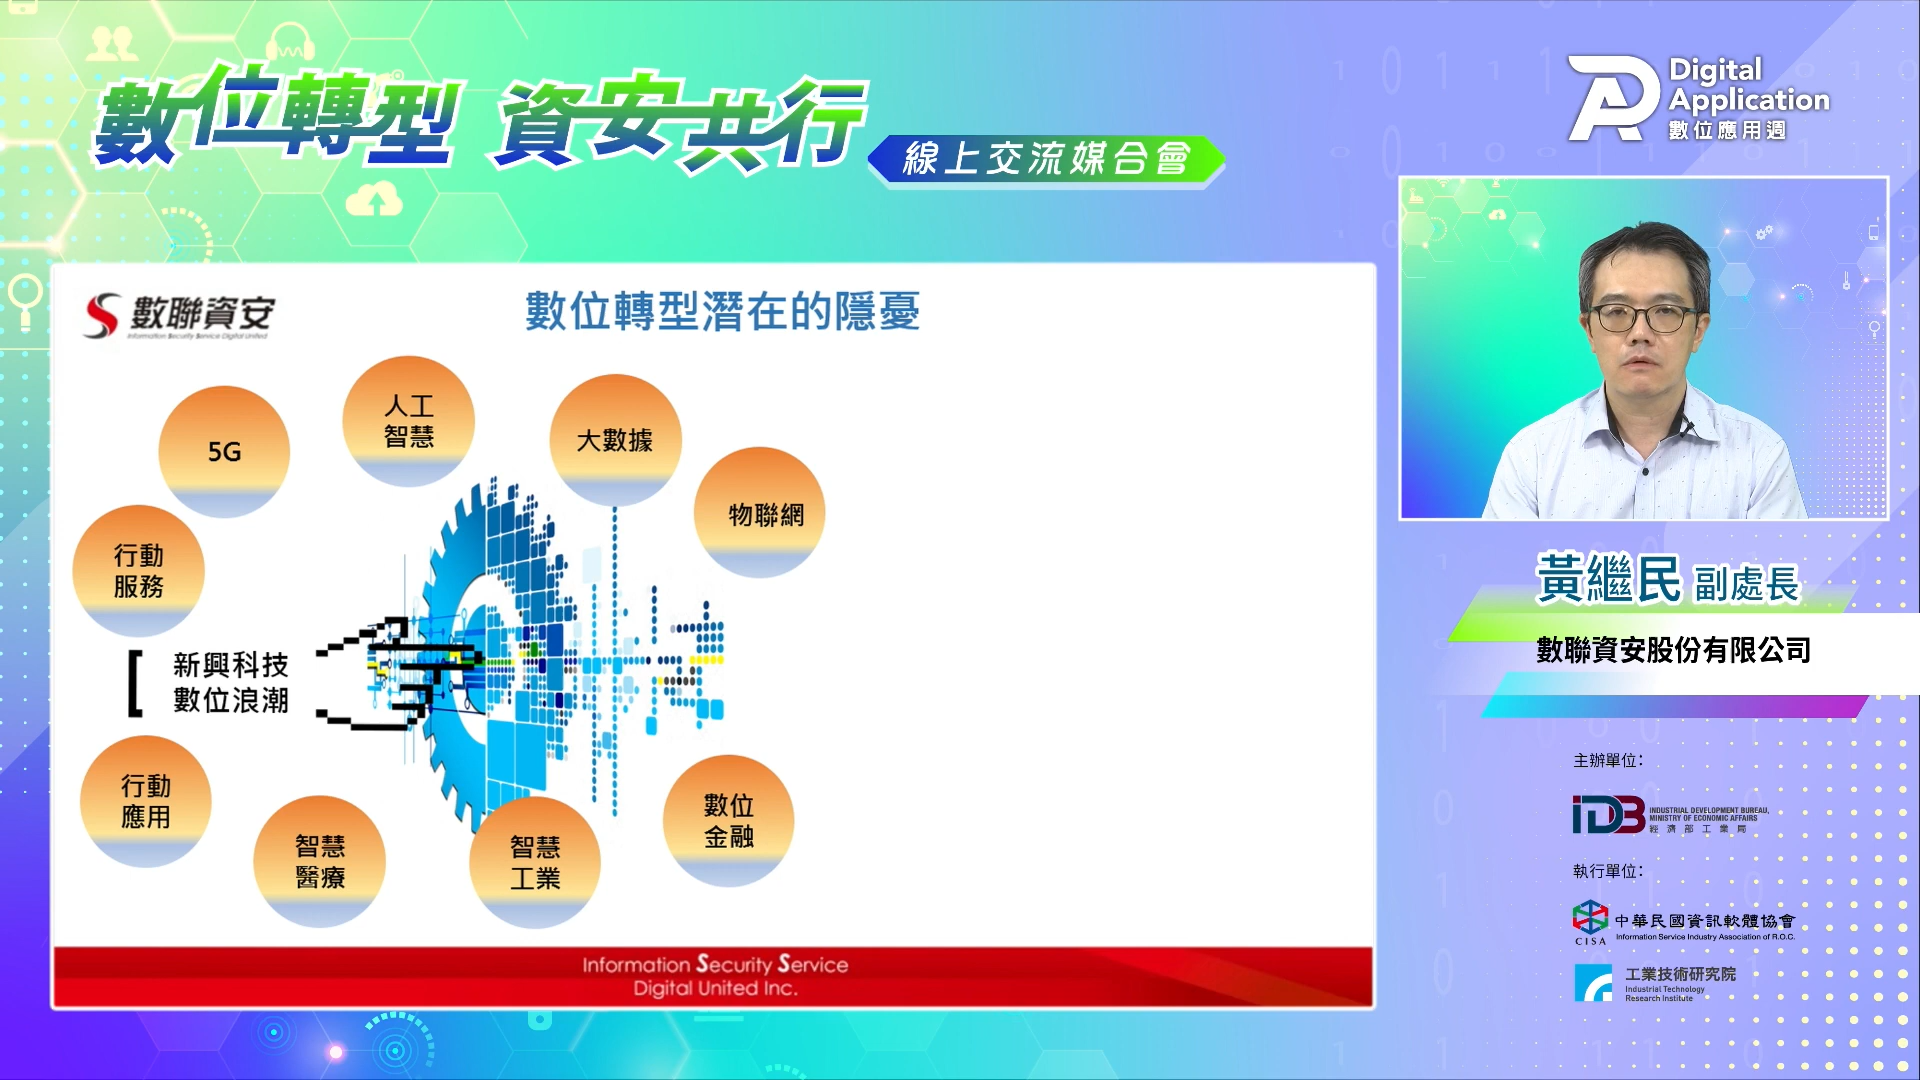 數位轉型 資安共行
線上交流媒合會
Digital
Application
數位應用週
數聯資安
Information Security Service Digital United
數位轉型潛在的隱憂
5G
人工
智慧
大數據
物聯網
行動
服務
新興科技
數位浪潮
行動
應用
智慧
醫療
智慧
工業
數位
金融
Information Security Service
Digital United Inc.
黃繼民 副處長
數聯資安股份有限公司
主辦單位:
IDB
INDUSTRIAL DEVELOPMENT BUREAU,
MINISTRY OF ECONOMIC AFFAIRS
經濟部工業局
執行單位:
CISA
中華民國資訊軟體協會
Information Service Industry Association of R.O.C.
工業技術研究院
Industrial Technology
Research Institute